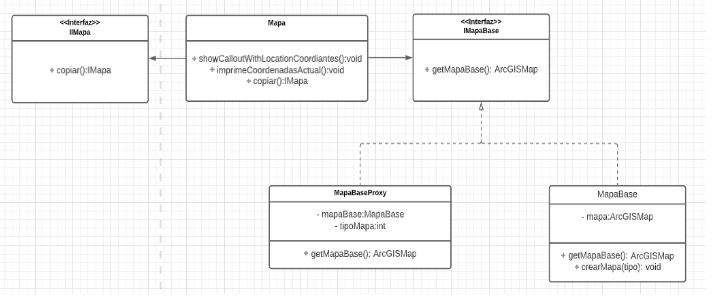 <<Interfaz>>
IIMapa
+ copiar():IMapa
Mapa
+ showCalloutWithLocationCoordiantes():void
+ imprimeCoordenadasActual():void
+ copiar():IMapa
<<Interfaz>>
IMapaBase
+ getMapaBase(): ArcGISMap
MapaBaseProxy
- mapaBase:MapaBase
- tipoMapa:int
+ getMapaBase(): ArcGISMap
MapaBase
- mapa:ArcGISMap
+ getMapaBase(): ArcGISMap
+ crearMapa(tipo): void